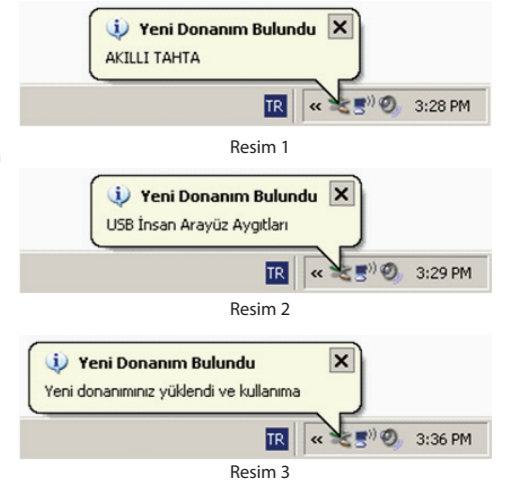 Yeni Donanım Bulundu
AKILLI TAHTA
TR « 3:28 PM
Resim 1
Yeni Donanım Bulundu
USB İnsan Arayüz Aygıtları
TR « 3:29 PM
Resim 2
Yeni Donanım Bulundu
Yeni donanımınız yüklendi ve kullanıma
TR « 3:36 PM
Resim 3